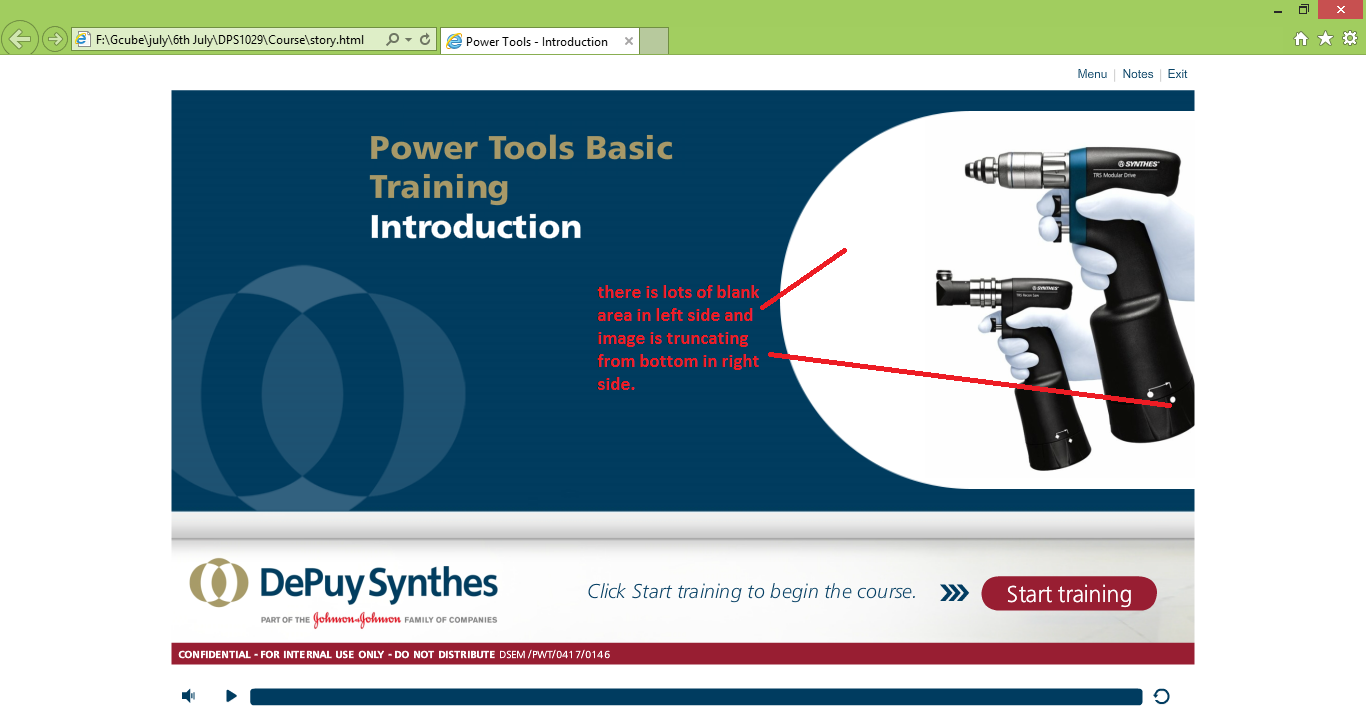 F:\Gcube\july\6th July\DPS1029\Course\story.html
Power Tools - Introduction
Menu | Notes | Exit
Power Tools Basic
Training
Introduction
SYNTHES
TRS Modular Drive
SYNTHES
TRS Recon Saw
there is lots of blank
area in left side and
image is truncating
from bottom in right
side.
DePuy Synthes
PART OF THE Johnson & Johnson FAMILY OF COMPANIES
Click Start training to begin the course.
Start training
CONFIDENTIAL - FOR INTERNAL USE ONLY - DO NOT DISTRIBUTE DSEM/PWT/0417/0146